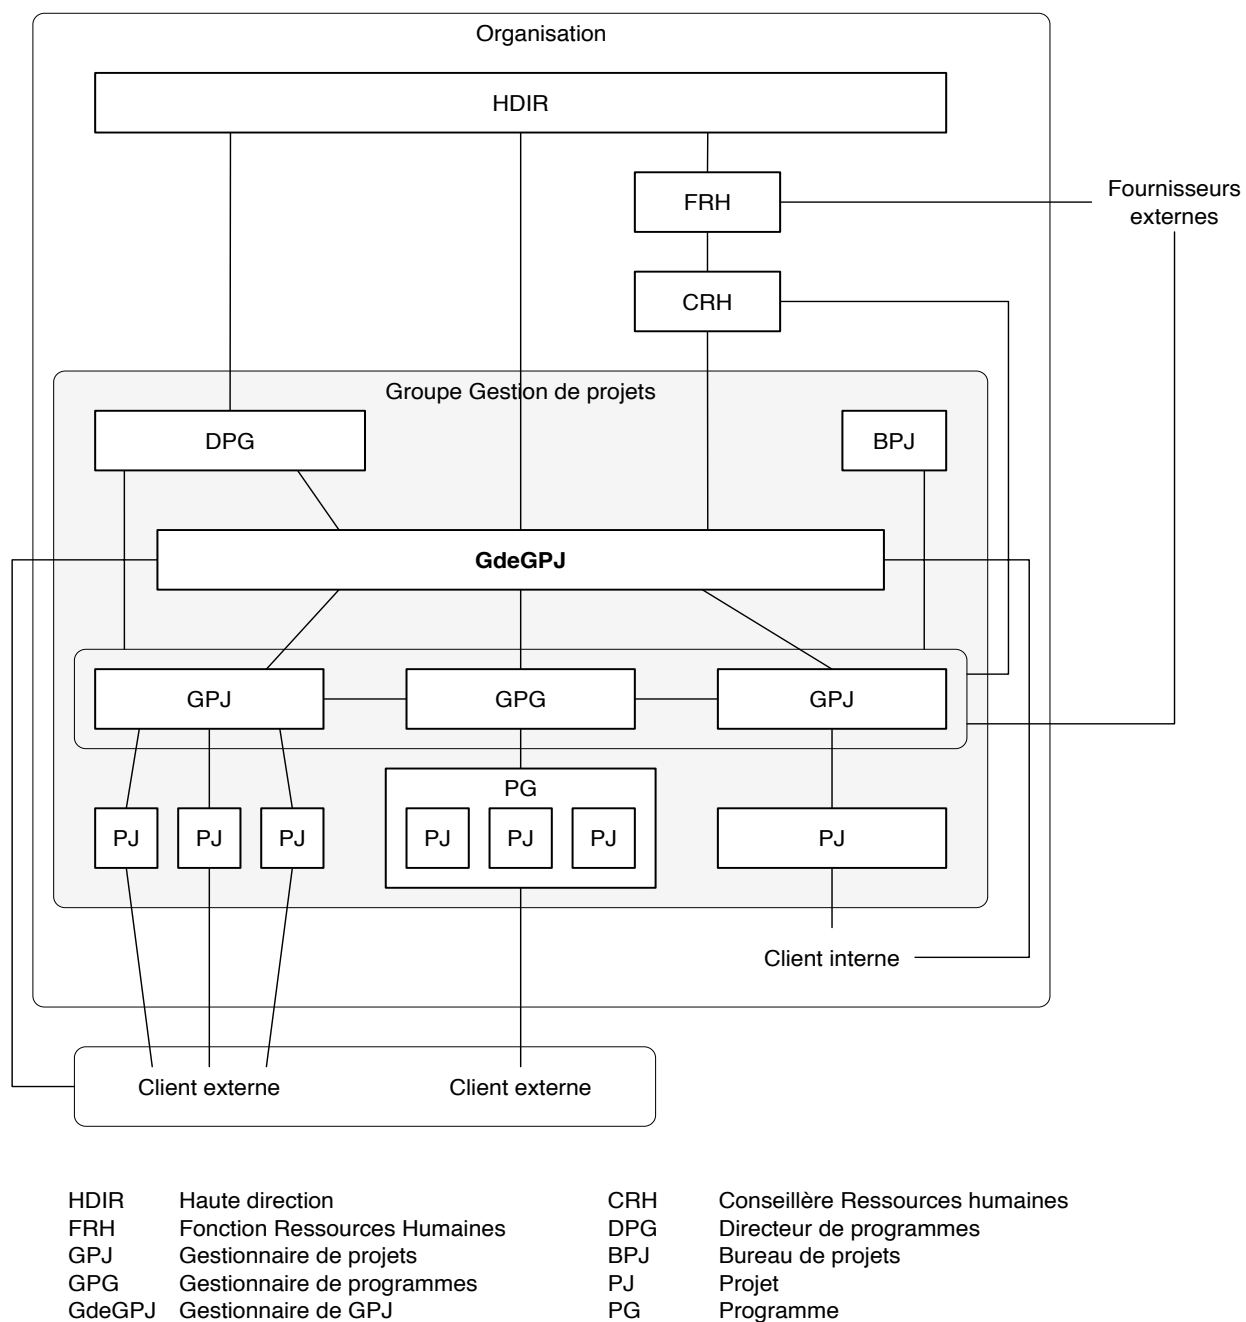 Organisation
HDIR
FRH
Fournisseurs
externes
CRH
Groupe Gestion de projets
DPG
BPJ
GdeGPJ
GPJ
GPG
GPJ
PG
PJ
PJ
PJ
PJ
PJ
PJ
PJ
Client interne
Client externe
Client externe
HDIR Haute direction
FRH Fonction Ressources Humaines
GPJ Gestionnaire de projets
GPG Gestionnaire de programmes
GdeGPJ Gestionnaire de GPJ
CRH Conseillère Ressources humaines
DPG Directeur de programmes
BPJ Bureau de projets
PJ Projet
PG Programme